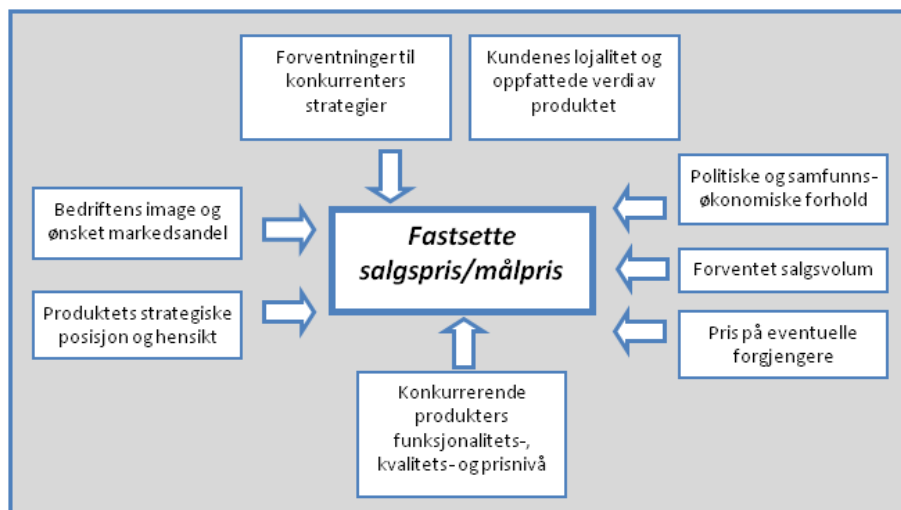 Forventninger til
konkurrenters
strategier
Kundenes lojalitet og
oppfattede verdi av
produktet
Bedriftens image og
ønsket markedsandel
Produktets strategiske
posisjon og hensikt
Fastsette
salgspris/målpris
Politiske og samfunns-
økonomiske forhold
Forventet salgsvolum
Pris på eventuelle
forgjengere
Konkurrerende
produkters
funksjonalitets-,
kvalitets- og prisnivå